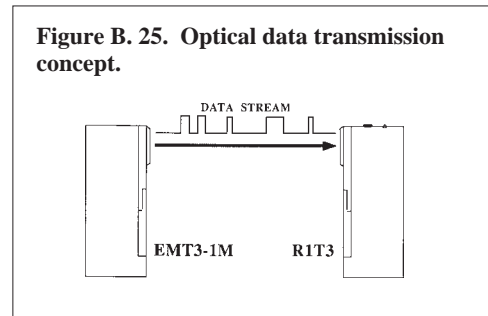 Figure B. 25. Optical data transmission
concept.
DATA STREAM
EMT3-1M R1T3